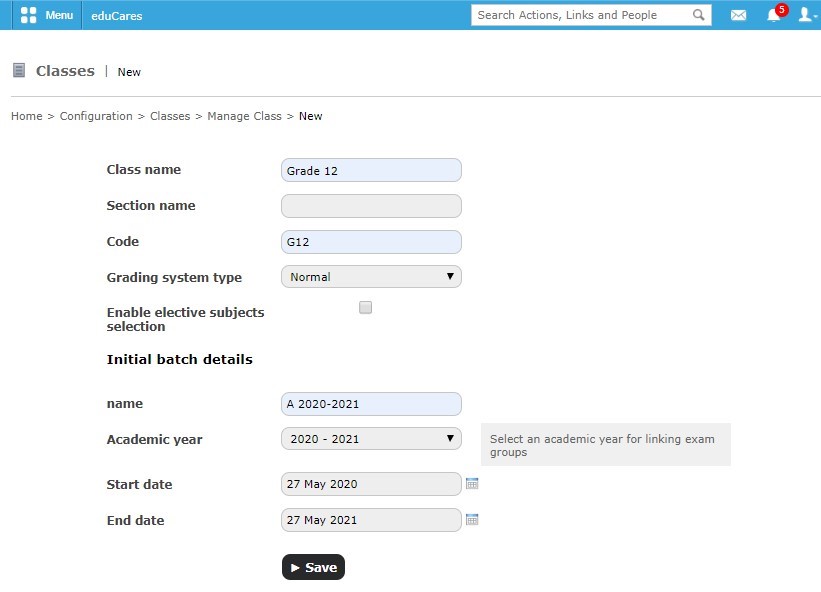 Menu eduCares Search Actions, Links and People 5
Classes | New
Home > Configuration > Classes > Manage Class > New
Class name Grade 12
Section name
Code G12
Grading system type Normal
Enable elective subjects
selection
Initial batch details
name A 2020-2021
Academic year 2020 - 2021
Select an academic year for linking exam
groups
Start date 27 May 2020
End date 27 May 2021
Save